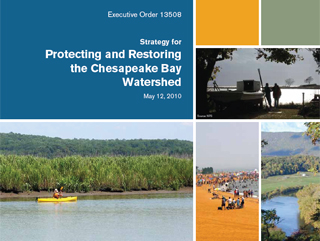 Executive Order 13508
Strategy for
Protecting and Restoring
the Chesapeake Bay
Watershed
May 12, 2010